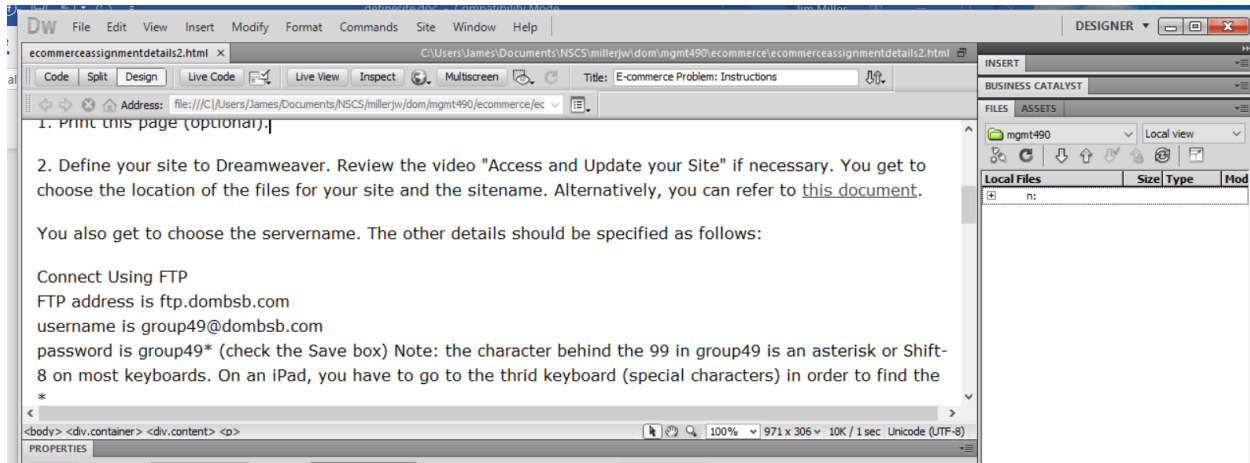 definesite.doc - Compatibility Mode Jim Miller
DW File Edit View Insert Modify Format Commands Site Window Help DESIGNER
ecommerceassignmentdetails2.html × C:\Users\James\Documents\NSCS\millerjw\dom\mgmt490\ecommerce\ecommerceassignmentdetails2.html
INSERT
Code Split Design Live Code Live View Inspect Multiscreen Title: E-commerce Problem: Instructions
BUSINESS CATALYST
Address: file:///C|/Users/James/Documents/NSCS/millerjw/dom/mgmt490/ecommerce/ec
FILES ASSETS
mgmt490 Local view
Local Files Size Type Mod
n:
1. Print this page (optional).
2. Define your site to Dreamweaver. Review the video "Access and Update your Site" if necessary. You get to
choose the location of the files for your site and the sitename. Alternatively, you can refer to this document.
You also get to choose the servername. The other details should be specified as follows:
Connect Using FTP
FTP address is ftp.dombsb.com
username is group49@dombsb.com
password is group49* (check the Save box) Note: the character behind the 99 in group49 is an asterisk or Shift-
8 on most keyboards. On an iPad, you have to go to the thrid keyboard (special characters) in order to find the
*
<body> <div.container> <div.content> <p> 100% 971 x 306 10K / 1 sec Unicode (UTF-8)
PROPERTIES